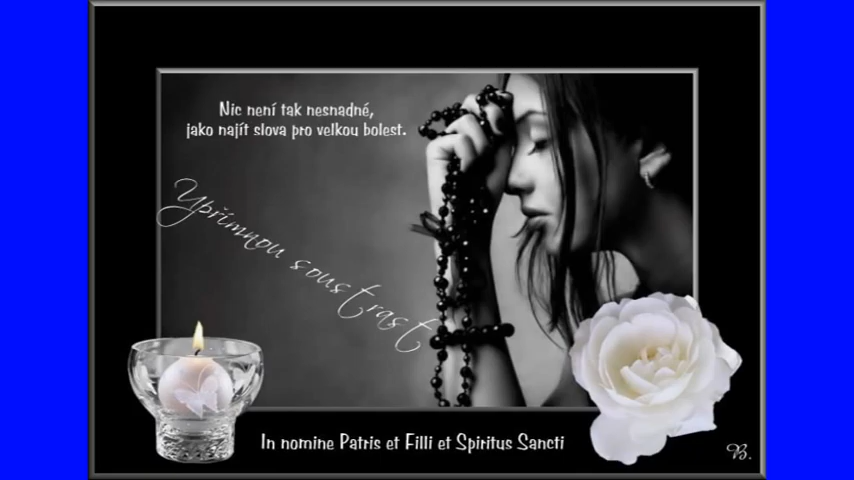 Nic není tak nesnadné,
jako najít slova pro velkou bolest.
Upřímnou soustrast
In nomine Patris et Filli et Spiritus Sancti
B.